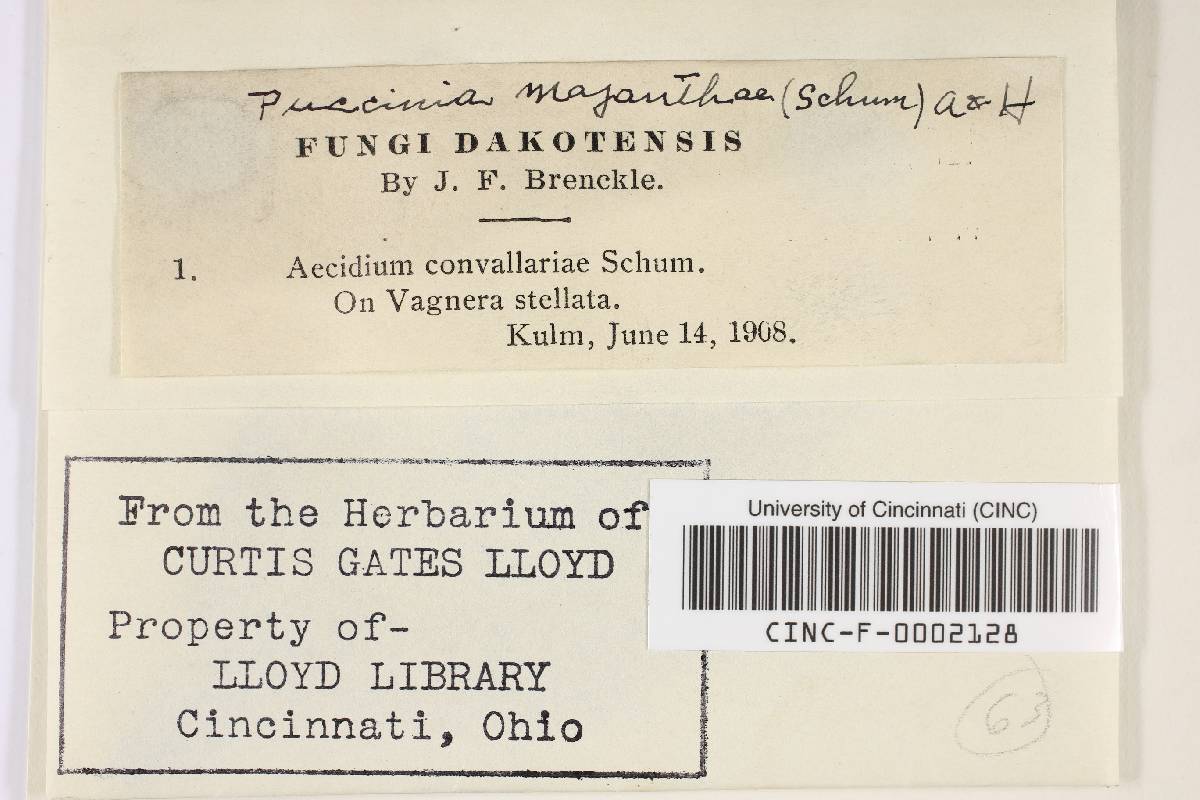 Puccinia majanthae (Schum) A & H
FUNGI DAKOTENSIS
By J. F. Brenckle.
1. Aecidium convallariae Schum.
On Vagnera stellata.
Kulm, June 14, 1908.
From the Herbarium of
CURTIS GATES LLOYD
Property of-
LLOYD LIBRARY
Cincinnati, Ohio
University of Cincinnati (CINC)
CINC-F-0002128
63